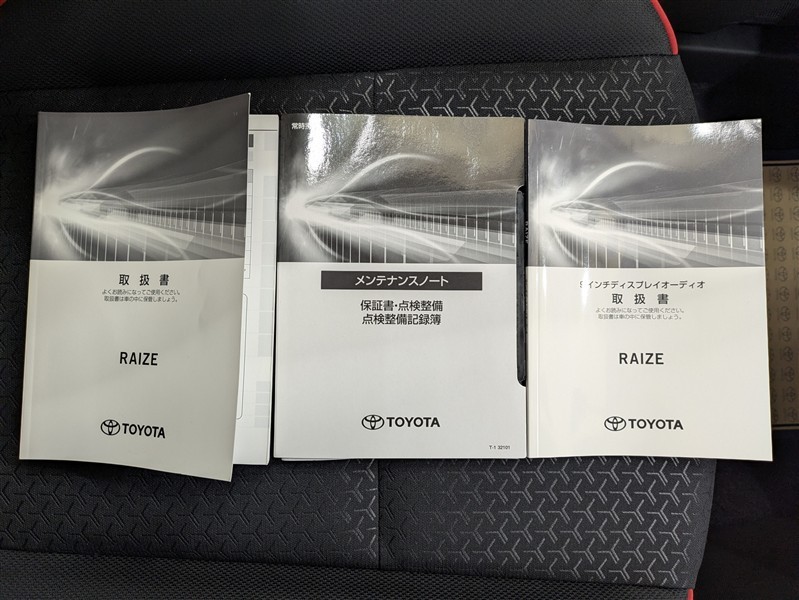 取扱書
よくお読みになってご使用ください。
取扱書は車の中に保管しましょう。
RAIZE
TOYOTA
メンテナンスノート
保証書・点検整備
点検整備記録簿
TOYOTA
T-1 32101
9インチディスプレイオーディオ
取扱書
よくお読みになってご使用ください。
取扱書は車の中に保管しましょう。
RAIZE
TOYOTA